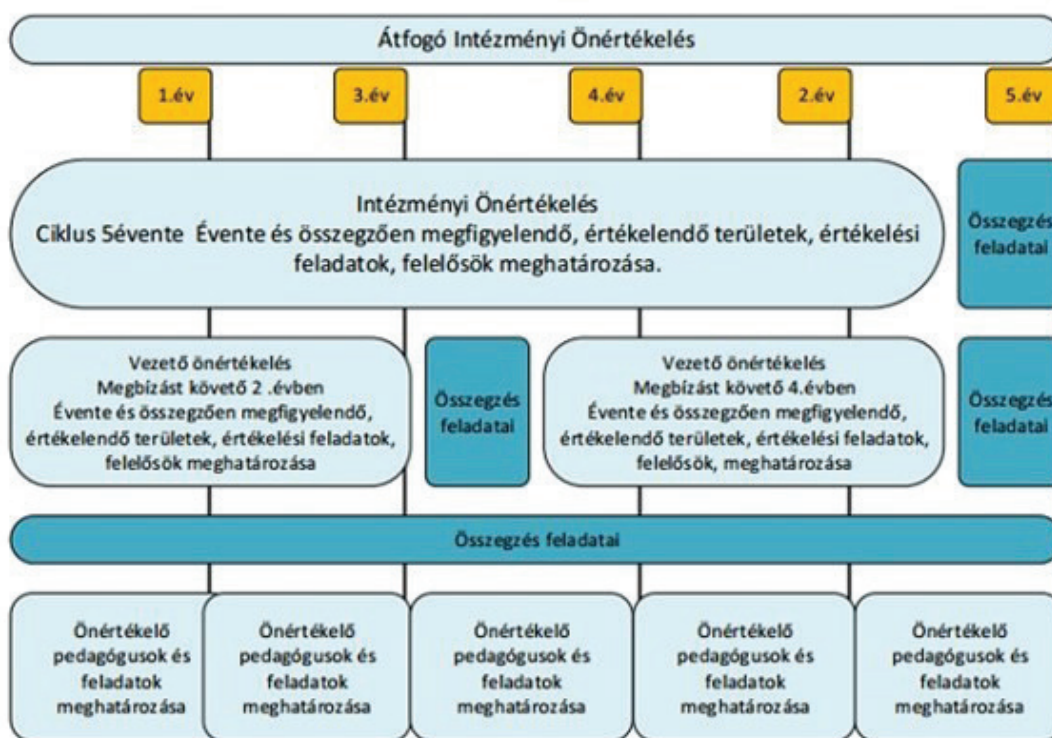 Átfogó Intézményi Önértékelés
1.év
3.év
4.év
2.év
5.év
Intézményi Önértékelés
Ciklus 5évente Évente és összegzően megfigyelendő, értékelendő területek, értékelési
feladatok, felelősök meghatározása.
Összegzés
feladatai
Vezető önértékelés
Megbízást követő 2 .évben
Évente és összegzően megfigyelendő,
értékelendő területek, értékelési feladatok,
felelősök meghatározása
Összegzés
feladatai
Vezető önértékelés
Megbízást követő 4.évben
Évente és összegzően megfigyelendő,
értékelendő területek, értékelési feladatok,
felelősök, meghatározása
Összegzés
feladatai
Összegzés feladatai
Önértékelő
pedagógusok és
feladatok
meghatározása
Önértékelő
pedagógusok és
feladatok
meghatározása
Önértékelő
pedagógusok és
feladatok
meghatározása
Önértékelő
pedagógusok és
feladatok
meghatározása
Önértékelő
pedagógusok és
feladatok
meghatározása